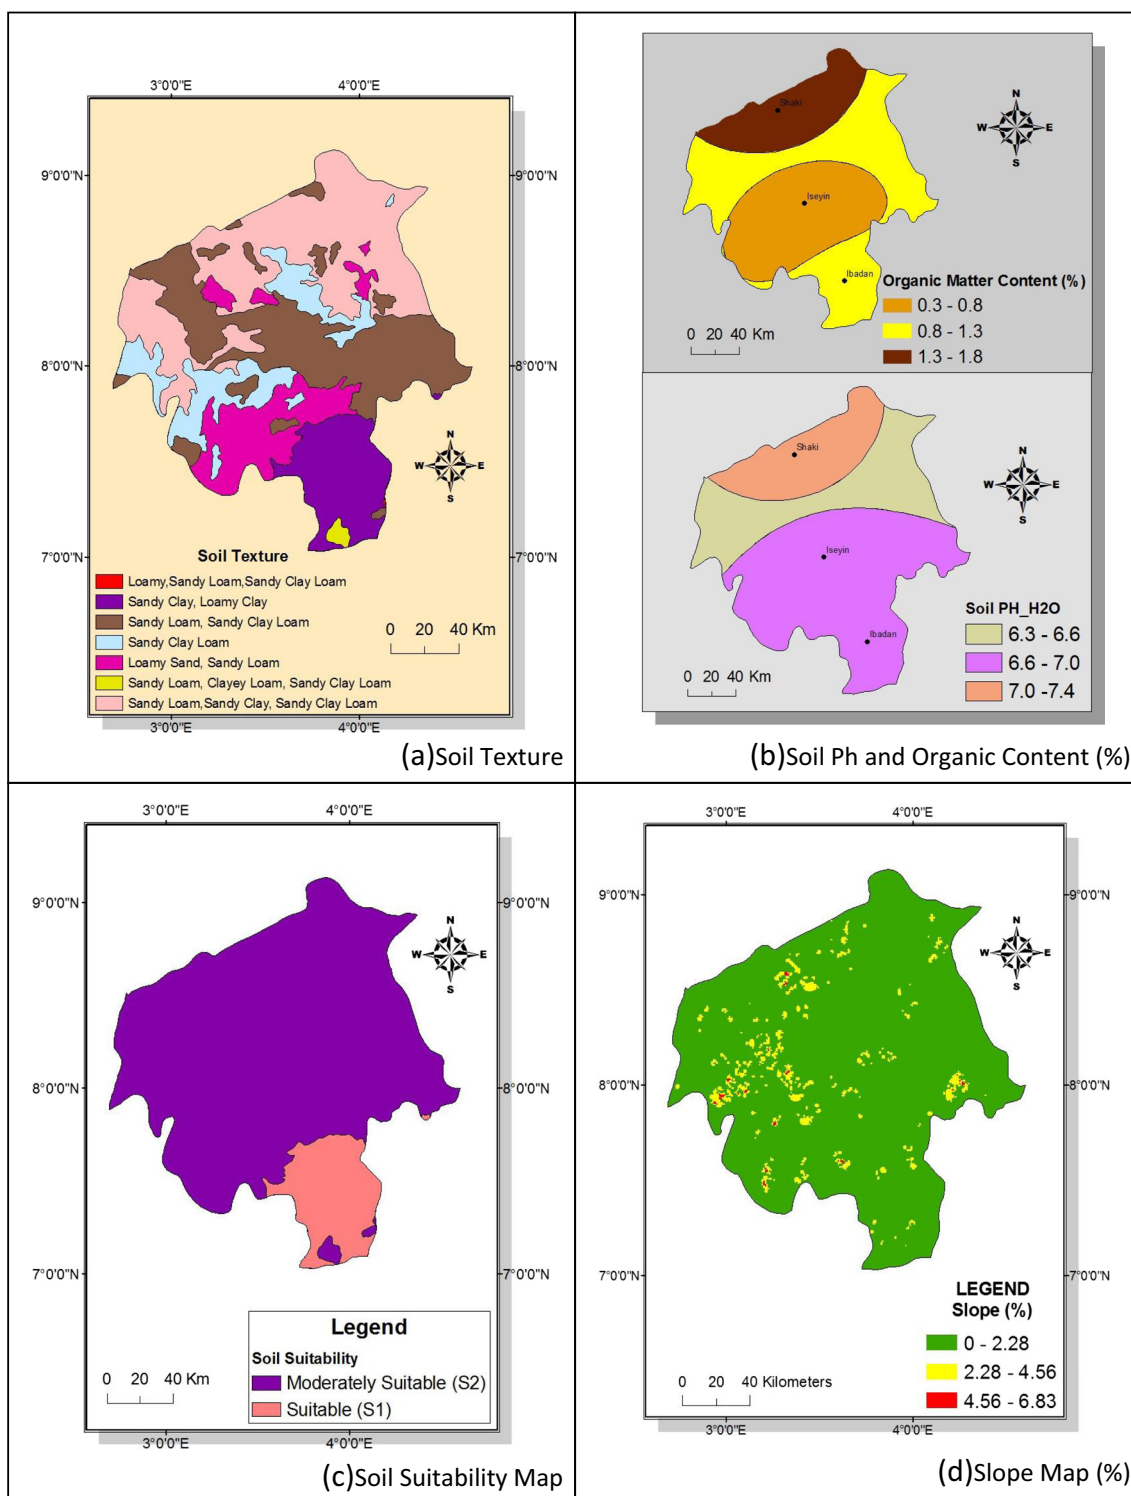 3°0'0"E 4°0'0"E
9°0'0"N 9°0'0"N
8°0'0"N 8°0'0"N
7°0'0"N 7°0'0"N
N
W E
S
Soil Texture
Loamy,Sandy Loam,Sandy Clay Loam
Sandy Clay, Loamy Clay
Sandy Loam, Sandy Clay Loam
Sandy Clay Loam
Loamy Sand, Sandy Loam
Sandy Loam, Clayey Loam, Sandy Clay Loam
Sandy Loam,Sandy Clay, Sandy Clay Loam
0 20 40 Km
3°0'0"E 4°0'0"E
(a)Soil Texture
Shaki
Iseyin
Ibadan
N
W E
S
Organic Matter Content (%)
0.3 - 0.8
0.8 - 1.3
1.3 - 1.8
0 20 40 Km
Shaki
Iseyin
Ibadan
N
W E
S
Soil PH_H2O
6.3 - 6.6
6.6 - 7.0
7.0 -7.4
0 20 40 Km
(b)Soil Ph and Organic Content (%)
3°0'0"E 4°0'0"E
9°0'0"N 9°0'0"N
8°0'0"N 8°0'0"N
7°0'0"N 7°0'0"N
N
W E
S
Legend
Soil Suitability
Moderately Suitable (S2)
Suitable (S1)
0 20 40 Km
3°0'0"E 4°0'0"E
(c)Soil Suitability Map
3°0'0"E 4°0'0"E
9°0'0"N 9°0'0"N
8°0'0"N 8°0'0"N
7°0'0"N 7°0'0"N
N
W E
S
LEGEND
Slope (%)
0 - 2.28
2.28 - 4.56
4.56 - 6.83
0 20 40 Kilometers
3°0'0"E 4°0'0"E
(d)Slope Map (%)